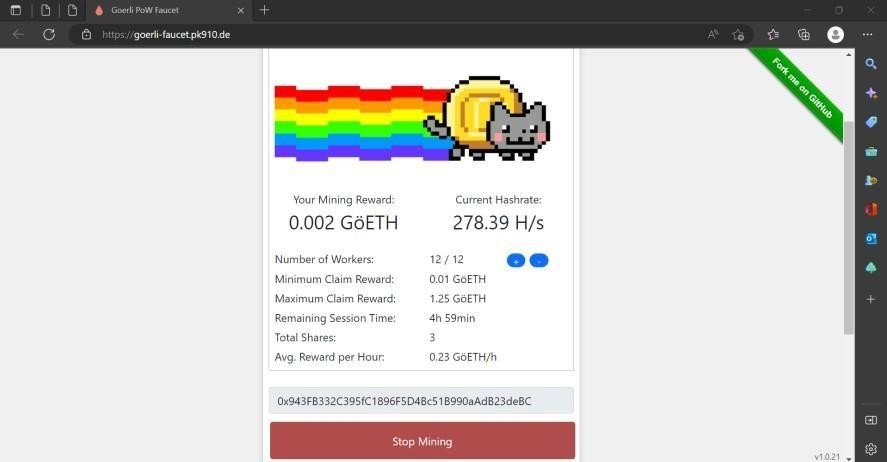 Goerli PoW Faucet
https://goerli-faucet.pk910.de
Fork me on GitHub
Your Mining Reward:
Current Hashrate:
0.002 GöETH
278.39 H/s
Number of Workers: 12 / 12 + -
Minimum Claim Reward: 0.01 GöETH
Maximum Claim Reward: 1.25 GöETH
Remaining Session Time: 4h 59min
Total Shares: 3
Avg. Reward per Hour: 0.23 GöETH/h
0x943FB332C395fC1896F5D4Bc51B990aAdB23deBC
Stop Mining
v1.0.21